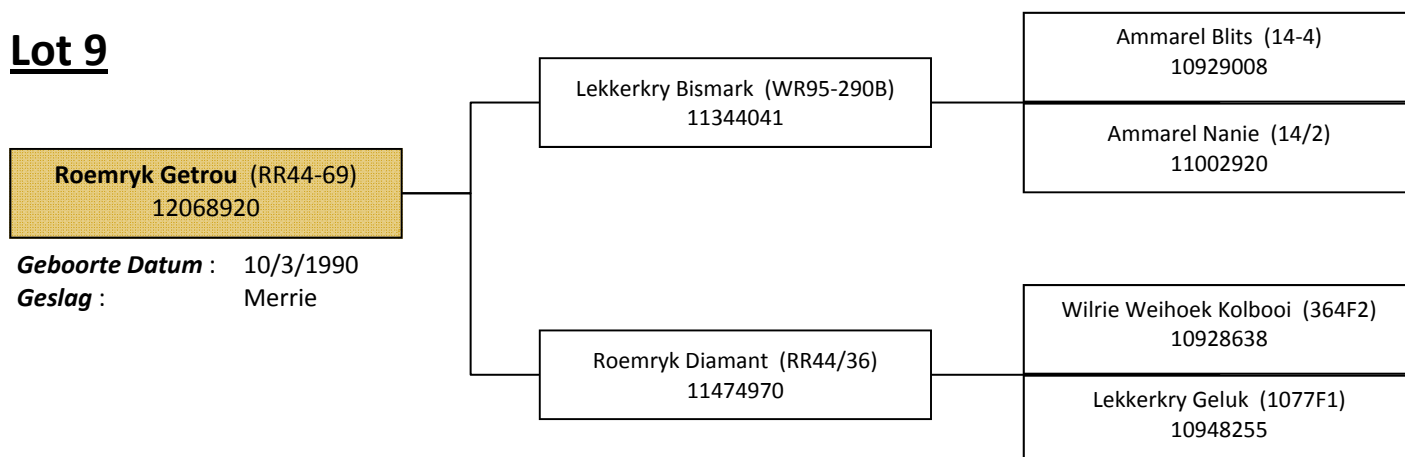 Lot 9
Roemryk Getrou (RR44-69)
12068920
Geboorte Datum : 10/3/1990
Geslag : Merrie
Lekkerkry Bismark (WR95-290B)
11344041
Roemryk Diamant (RR44/36)
11474970
Ammarel Blits (14-4)
10929008
Ammarel Nanie (14/2)
11002920
Wilrie Weihoek Kolbooi (364F2)
10928638
Lekkerkry Geluk (1077F1)
10948255